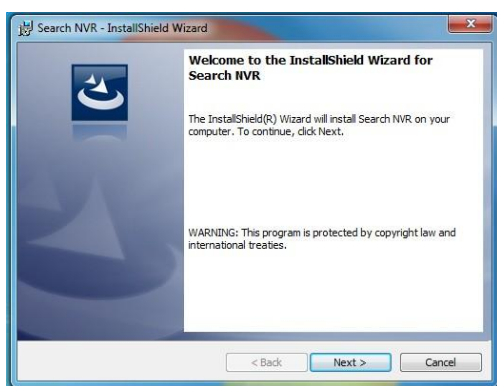 Search NVR - InstallShield Wizard
Welcome to the InstallShield Wizard for
Search NVR
The InstallShield(R) Wizard will install Search NVR on your
computer. To continue, click Next.
WARNING: This program is protected by copyright law and
international treaties.
< Back
Next >
Cancel